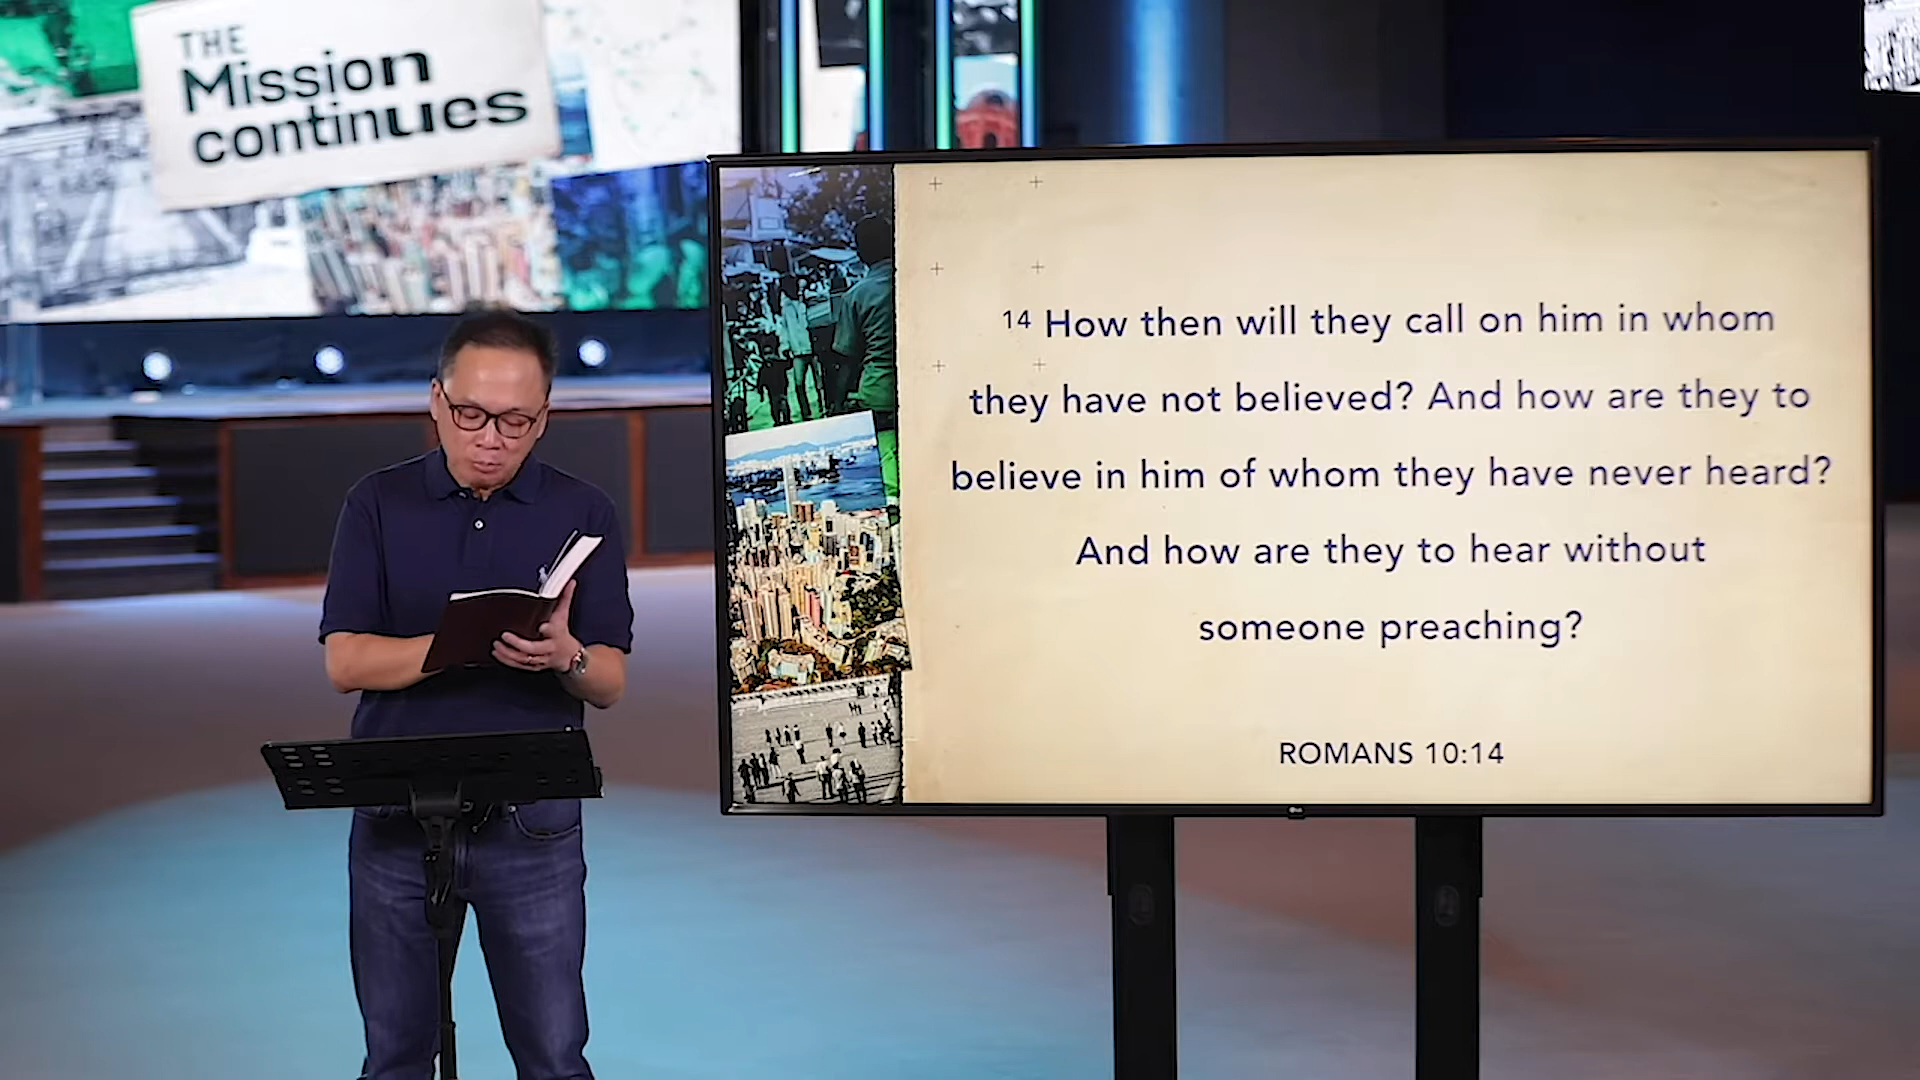 THE
Mission
continues
14 How then will they call on him in whom
they have not believed? And how are they to
believe in him of whom they have never heard?
And how are they to hear without
someone preaching?
ROMANS 10:14